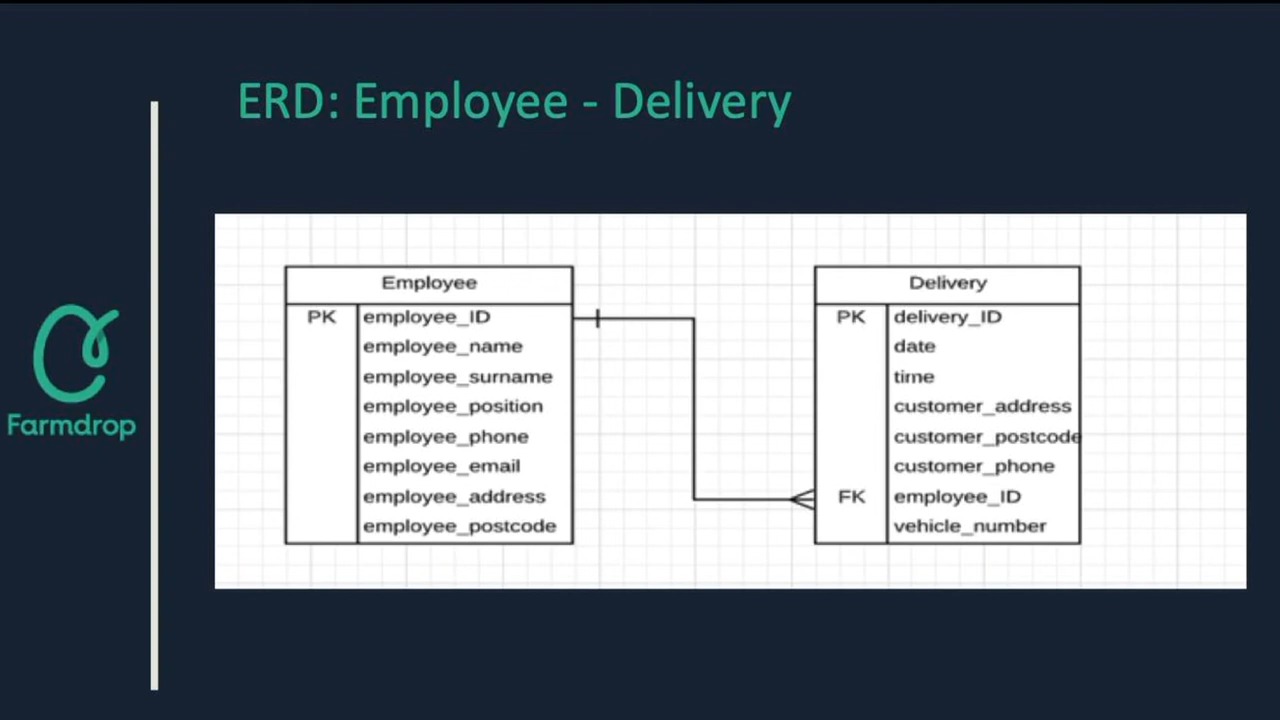 ERD: Employee - Delivery
Farmdrop
Employee
PK employee_ID
employee_name
employee_surname
employee_position
employee_phone
employee_email
employee_address
employee_postcode
Delivery
PK delivery_ID
date
time
customer_address
customer_postcode
customer_phone
FK employee_ID
vehicle_number